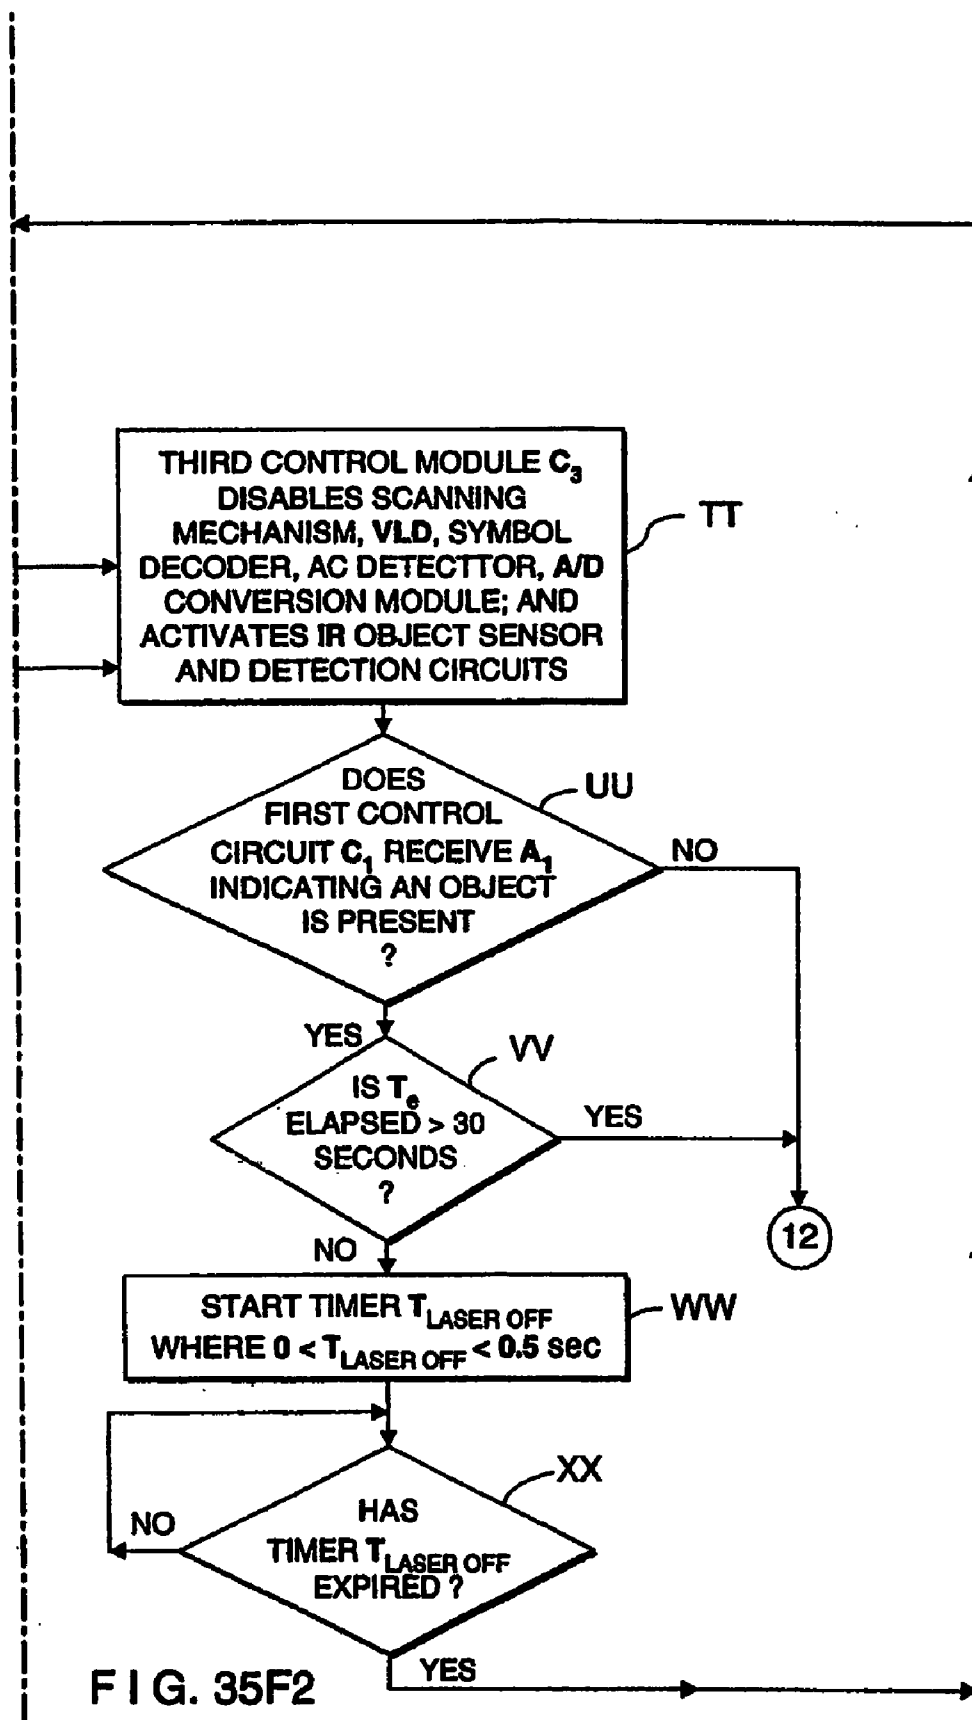 THIRD CONTROL MODULE C3
DISABLES SCANNING
MECHANISM, VLD, SYMBOL
DECODER, AC DETECTTOR, A/D
CONVERSION MODULE; AND
ACTIVATES IR OBJECT SENSOR
AND DETECTION CIRCUITS
TT
DOES
FIRST CONTROL
CIRCUIT C1 RECEIVE A1
INDICATING AN OBJECT
IS PRESENT
?
UU
NO
YES
VV
IS Te
ELAPSED > 30
SECONDS
?
YES
12
NO
START TIMER TLASER OFF
WHERE 0 < TLASER OFF < 0.5 sec
WW
XX
HAS
TIMER TLASER OFF
EXPIRED ?
NO
YES
FIG. 35F2